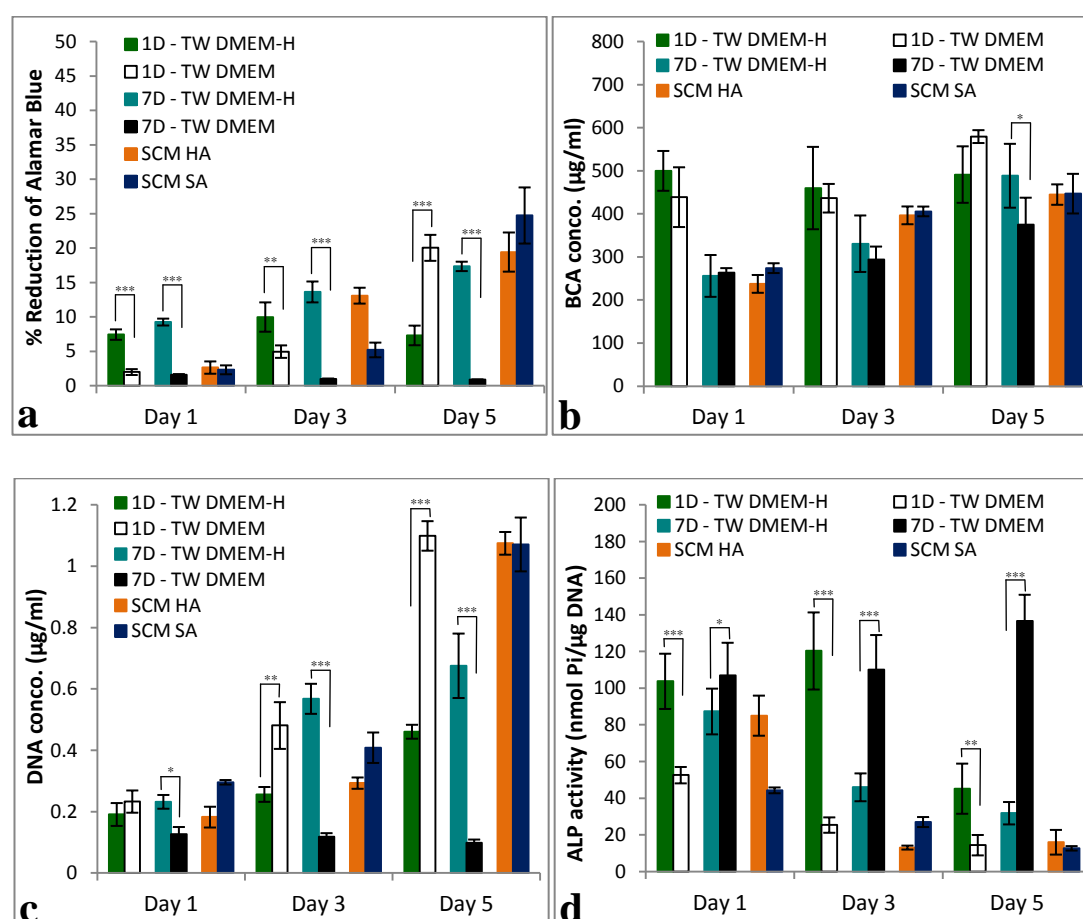 % Reduction of Alamar Blue
50
45
40
35
30
25
20
15
10
5
0
1D - TW DMEM-H
1D - TW DMEM
7D - TW DMEM-H
7D - TW DMEM
SCM HA
SCM SA
***
***
**
***
***
***
Day 1
Day 3
Day 5
a
BCA conco. (µg/ml)
800
700
600
500
400
300
200
100
0
1D - TW DMEM-H
1D - TW DMEM
7D - TW DMEM-H
7D - TW DMEM
SCM HA
SCM SA
*
Day 1
Day 3
Day 5
b
DNA conco. (µg/ml)
1.2
1
0.8
0.6
0.4
0.2
0
1D - TW DMEM-H
1D - TW DMEM
7D - TW DMEM-H
7D - TW DMEM
SCM HA
SCM SA
*
**
***
***
***
Day 1
Day 3
Day 5
c
ALP activity (nmol Pi/µg DNA)
200
180
160
140
120
100
80
60
40
20
0
1D - TW DMEM-H
1D - TW DMEM
7D - TW DMEM-H
7D - TW DMEM
SCM HA
SCM SA
***
*
***
***
**
***
Day 1
Day 3
Day 5
d